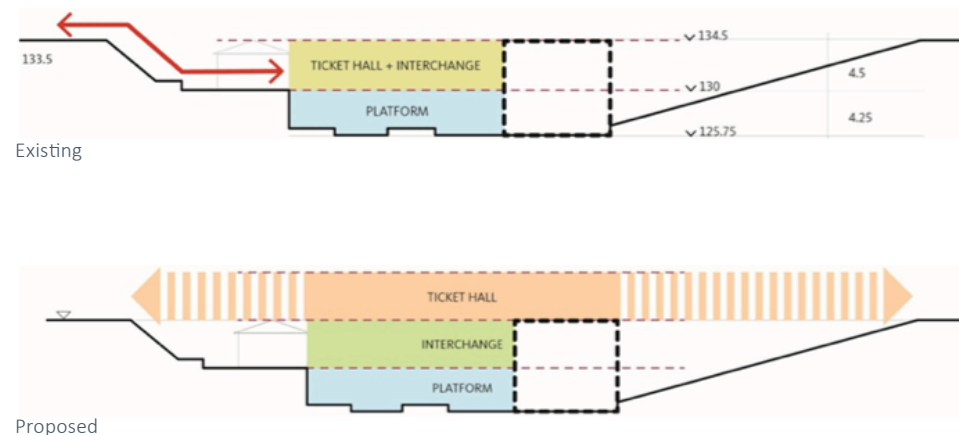 134.5
133.5
TICKET HALL + INTERCHANGE
4.5
130
PLATFORM
4.25
125.75
Existing
TICKET HALL
INTERCHANGE
PLATFORM
Proposed